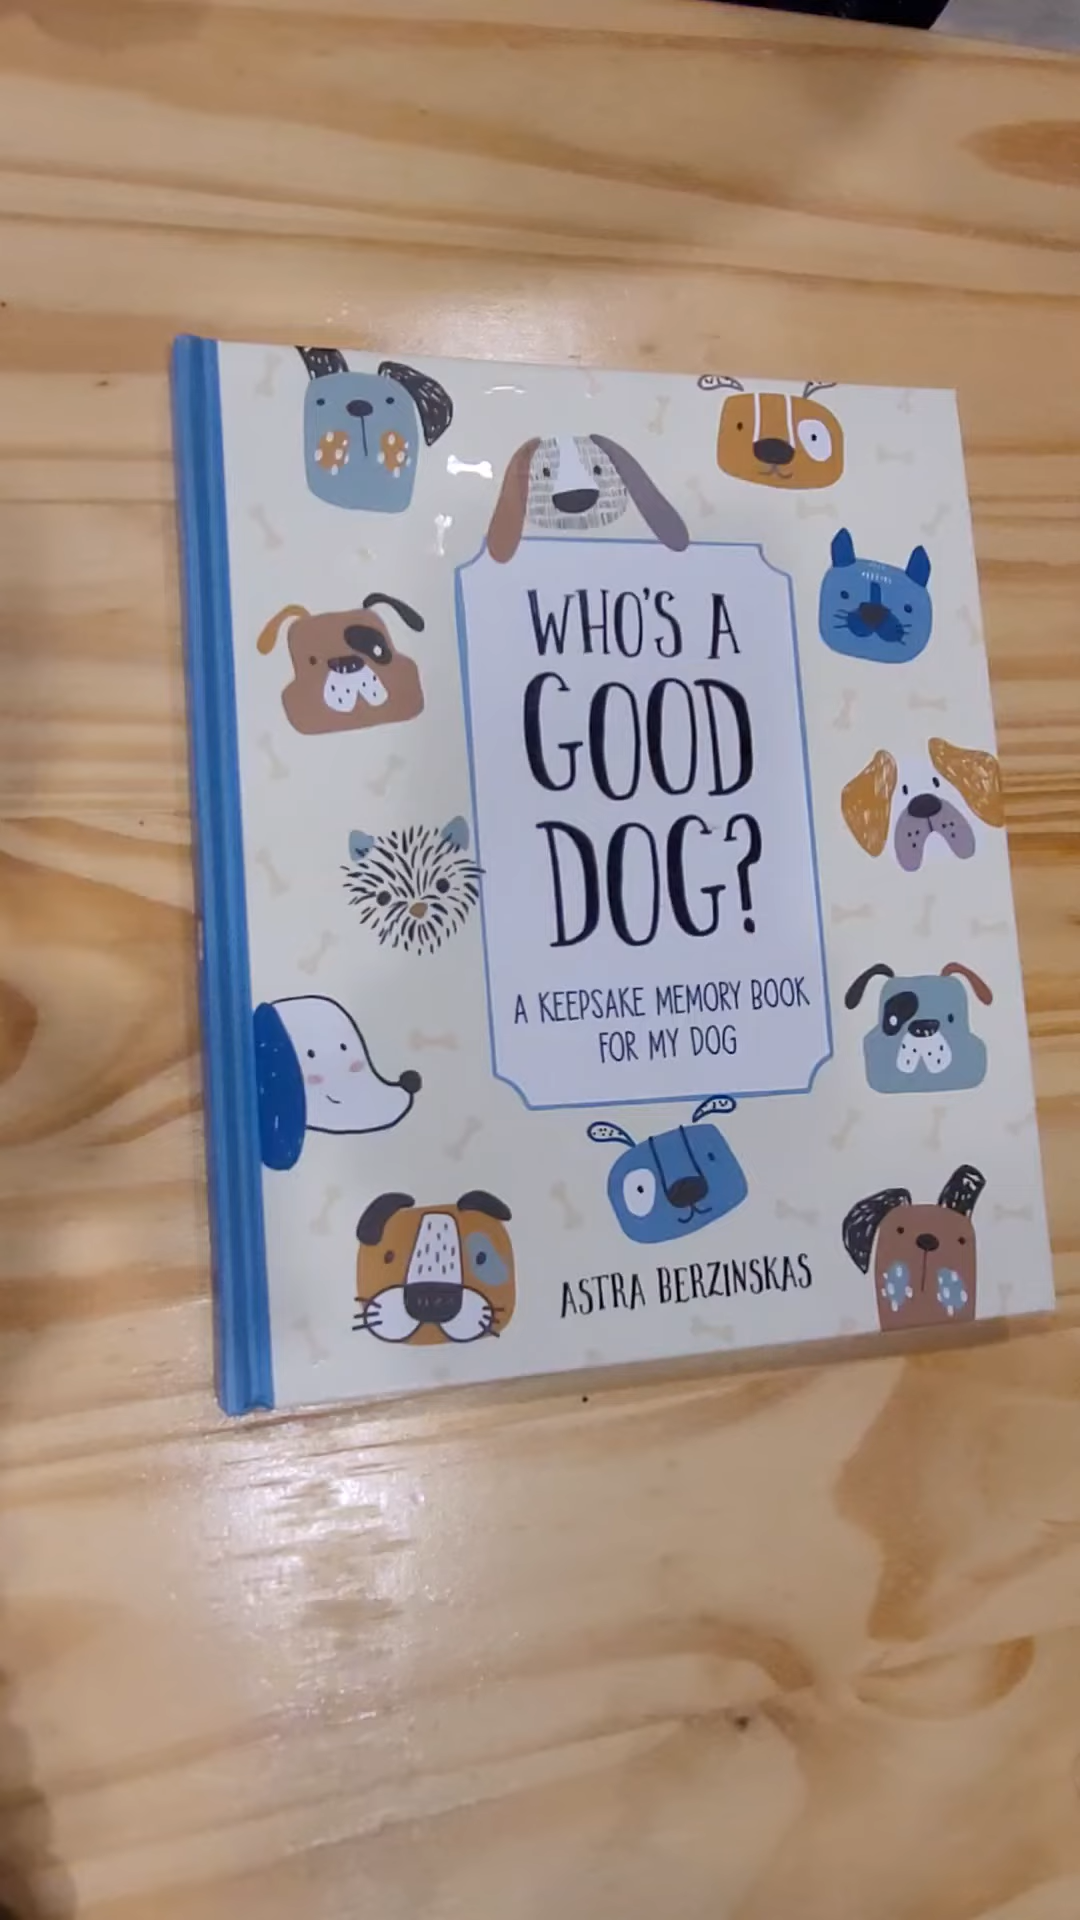 WHO'S A
GOOD
DOG?
A KEEPSAKE MEMORY BOOK
FOR MY DOG
ASTRA BERZINSKAS